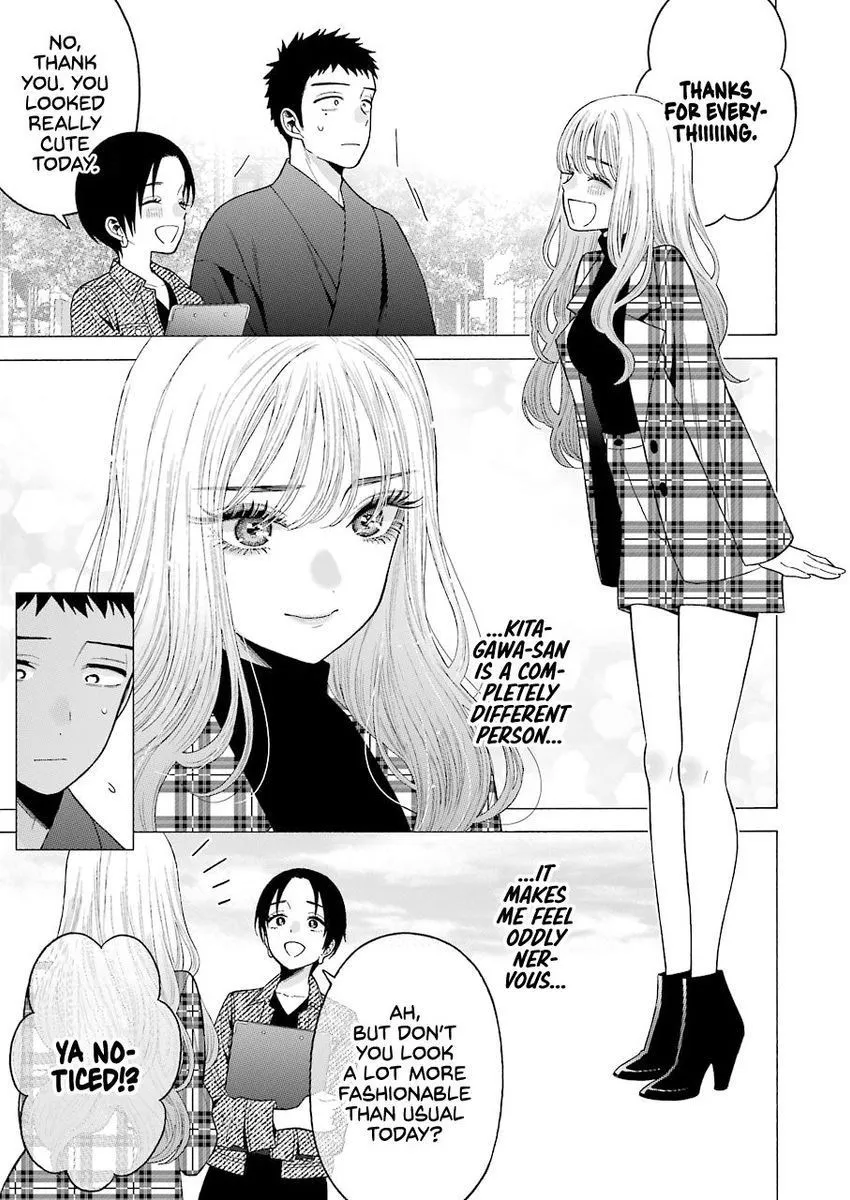 THANKS
FOR EVERY-
THIIIIING.
NO,
THANK
YOU. YOU
LOOKED
REALLY
CUTE
TODAY.
...KITA-
GAWA-SAN
IS A COM-
PLETELY
DIFFERENT
PERSON...
...IT
MAKES
ME FEEL
ODDLY
NER-
VOUS...
AH,
BUT DON'T
YOU LOOK
A LOT MORE
FASHIONABLE
THAN USUAL
TODAY?
YA NO-
TICED!?